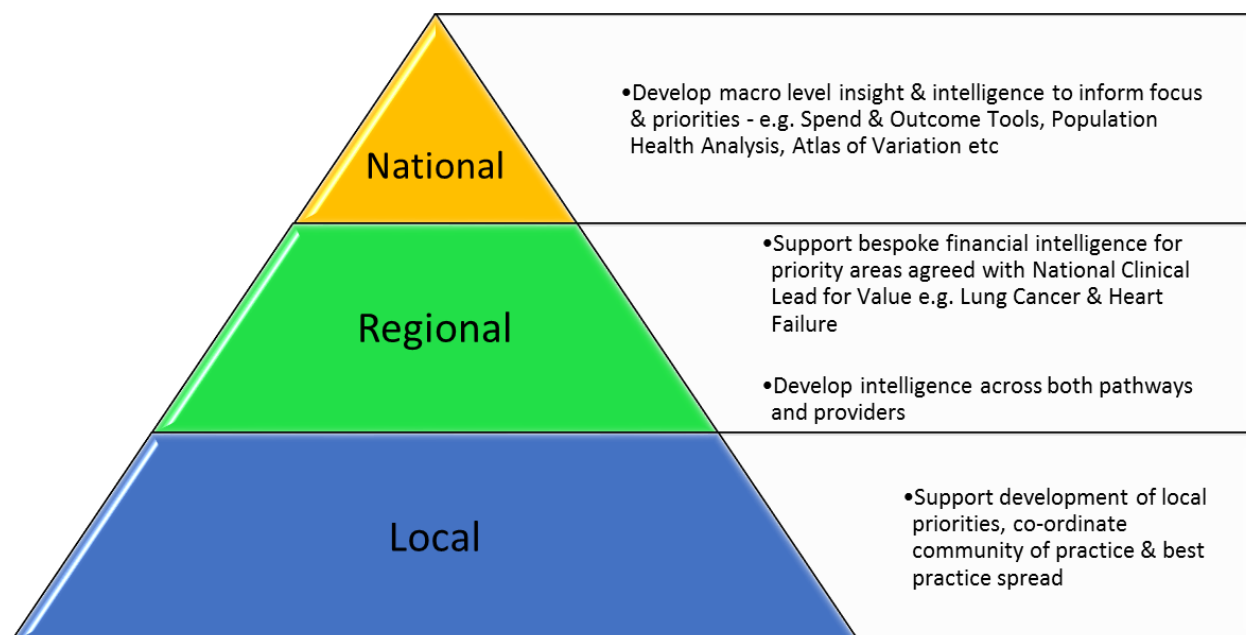 National
•Develop macro level insight & intelligence to inform focus
& priorities - e.g. Spend & Outcome Tools, Population
Health Analysis, Atlas of Variation etc
Regional
•Support bespoke financial intelligence for
priority areas agreed with National Clinical
Lead for Value e.g. Lung Cancer & Heart
Failure
•Develop intelligence across both pathways
and providers
Local
•Support development of local
priorities, co-ordinate
community of practice & best
practice spread